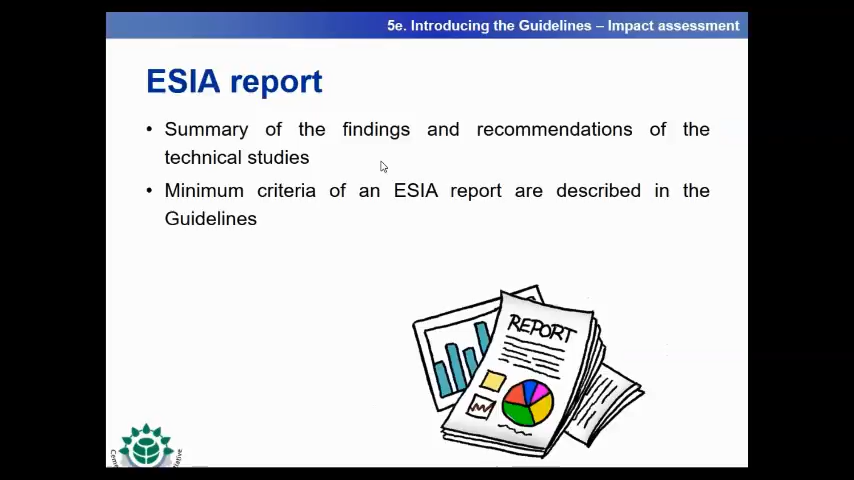 5e. Introducing the Guidelines – Impact assessment
ESIA report
• Summary of the findings and recommendations of the
technical studies
• Minimum criteria of an ESIA report are described in the
Guidelines
REPORT